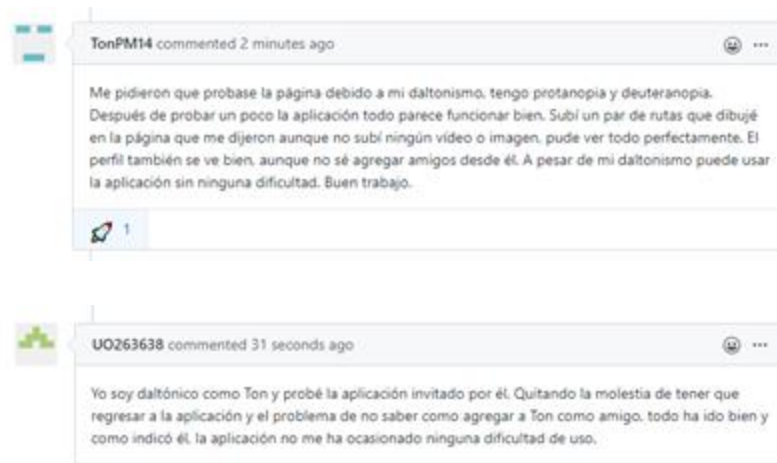 TonPM14 commented 2 minutes ago
Me pidieron que probase la página debido a mi daltonismo, tengo protanopia y deuteranopia.
Después de probar un poco la aplicación todo parece funcionar bien. Subí un par de rutas que dibujé
en la página que me dijeron aunque no subí ningún vídeo o imagen, pude ver todo perfectamente. El
perfil también se ve bien, aunque no sé agregar amigos desde él. A pesar de mi daltonismo puede usar
la aplicación sin ninguna dificultad. Buen trabajo.
1
UO263638 commented 31 seconds ago
Yo soy daltónico como Ton y probé la aplicación invitado por él. Quitando la molestia de tener que
regresar a la aplicación y el problema de no saber como agregar a Ton como amigo, todo ha ido bien y
como indicó él, la aplicación no me ha ocasionado ninguna dificultad de uso.